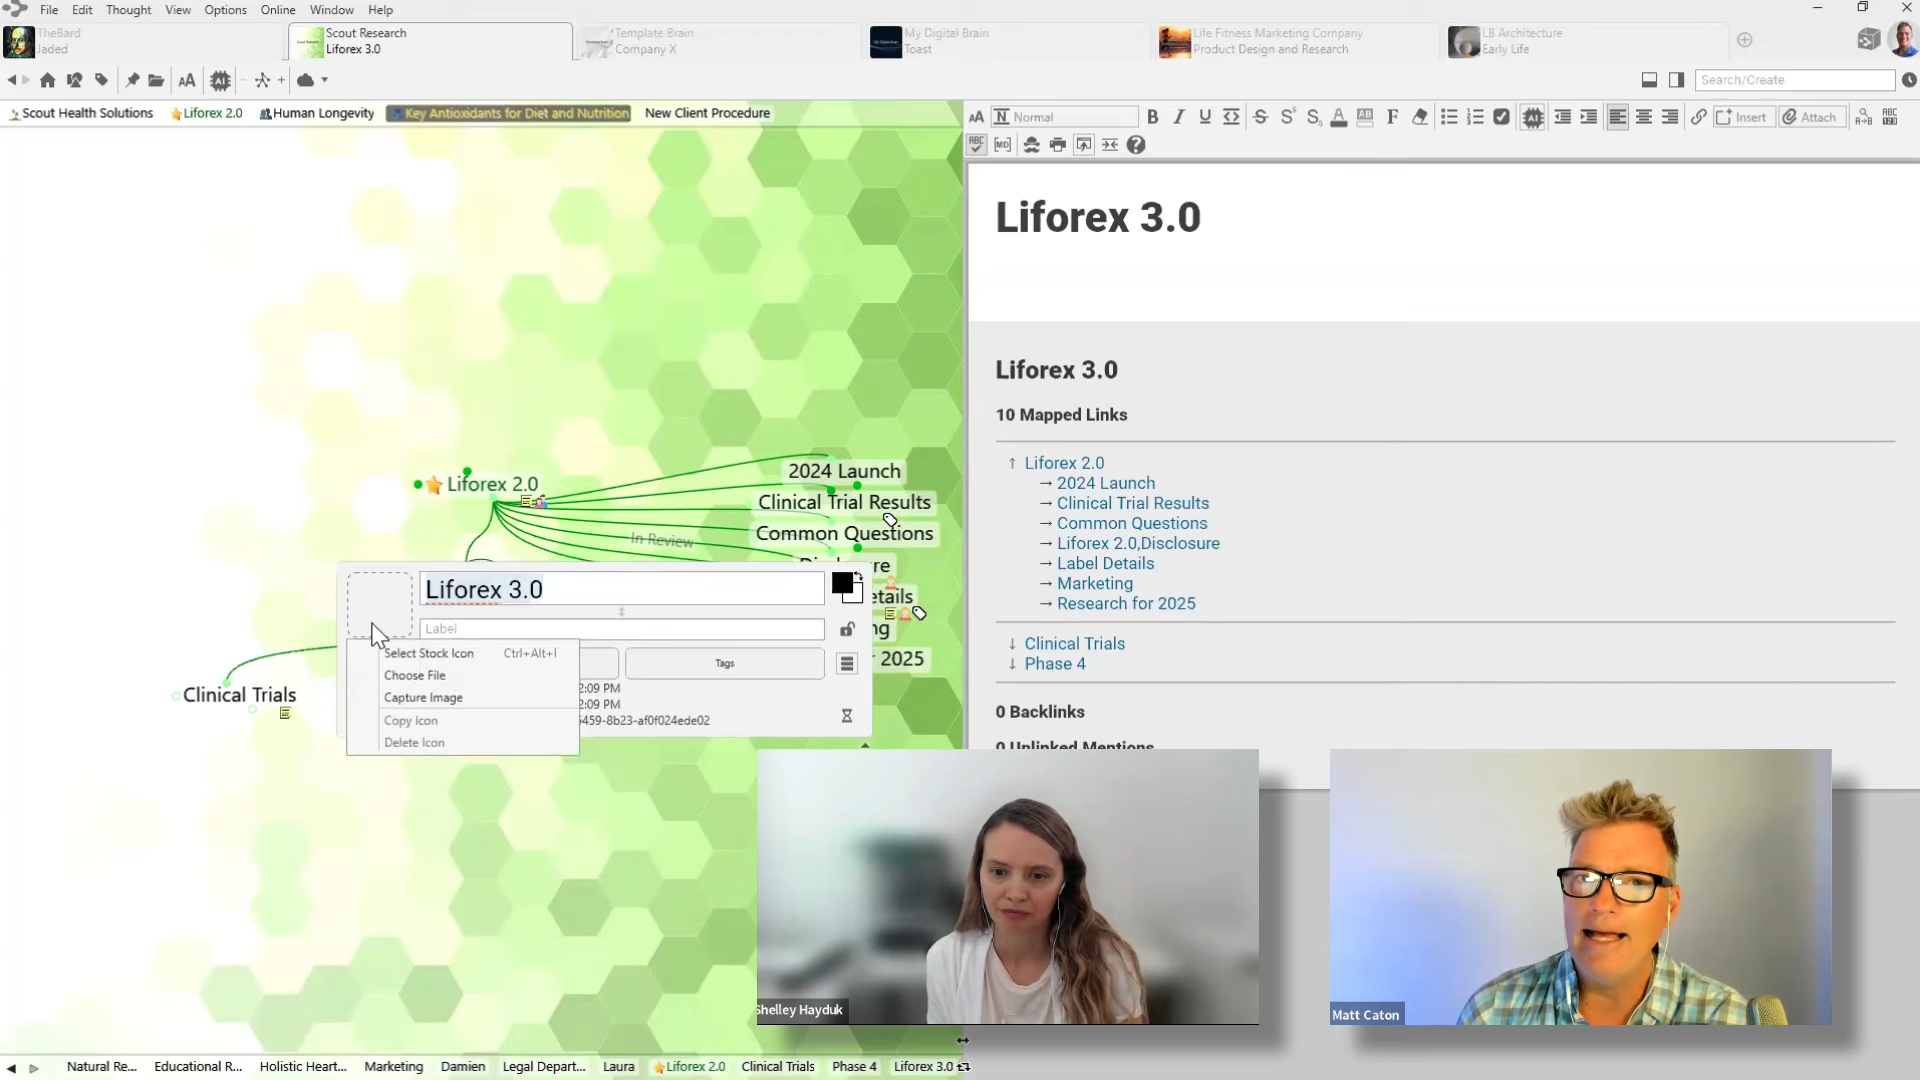 File Edit Thought View Options Online Window Help
TheBard
Jaded
Scout Research
Liforex 3.0
Template Brain
Company X
My Digital Brain
Toast
Life Fitness Marketing Company
Product Design and Research
LB Architecture
Early Life
AA
AI
Search/Create
Scout Health Solutions
Liforex 2.0
Human Longevity
Key Antioxidants for Diet and Nutrition
New Client Procedure
Normal
Insert
Attach
Liforex 3.0
Liforex 3.0
10 Mapped Links
↑ Liforex 2.0
→ 2024 Launch
→ Clinical Trial Results
→ Common Questions
→ Liforex 2.0,Disclosure
→ Label Details
→ Marketing
→ Research for 2025
↓ Clinical Trials
↓ Phase 4
0 Backlinks
0 Unlinked Mentions
Liforex 2.0
2024 Launch
Clinical Trial Results
Common Questions
In Review
Liforex 3.0
Label
Tags
etails
ng
2025
Select Stock Icon Ctrl+Alt+I
Choose File
Capture Image
Copy Icon
Delete Icon
2:09 PM
2:09 PM
459-8b23-af0f024ede02
Clinical Trials
Shelley Hayduk
Matt Caton
Natural Re... Educational R... Holistic Heart... Marketing Damien Legal Depart... Laura Liforex 2.0 Clinical Trials Phase 4 Liforex 3.0